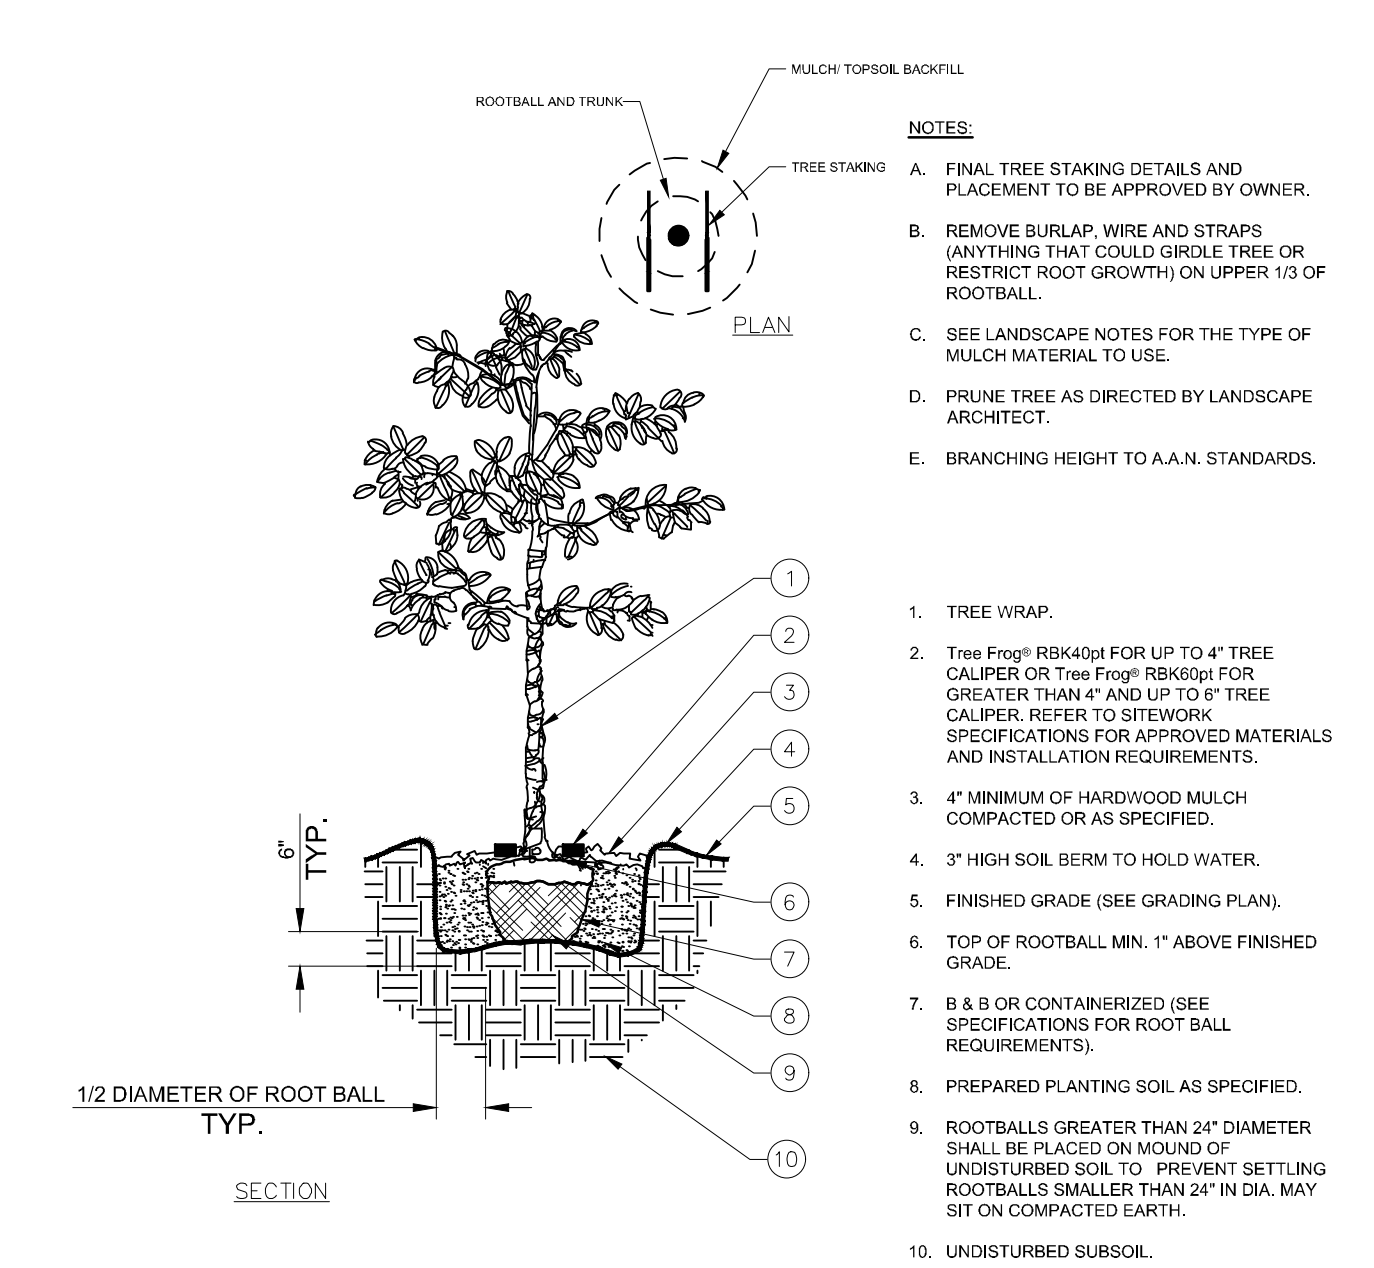 MULCH/ TOPSOIL BACKFILL
ROOTBALL AND TRUNK
TREE STAKING
PLAN
NOTES:
A. FINAL TREE STAKING DETAILS AND
PLACEMENT TO BE APPROVED BY OWNER.
B. REMOVE BURLAP, WIRE AND STRAPS
(ANYTHING THAT COULD GIRDLE TREE OR
RESTRICT ROOT GROWTH) ON UPPER 1/3 OF
ROOTBALL.
C. SEE LANDSCAPE NOTES FOR THE TYPE OF
MULCH MATERIAL TO USE.
D. PRUNE TREE AS DIRECTED BY LANDSCAPE
ARCHITECT.
E. BRANCHING HEIGHT TO A.A.N. STANDARDS.
1
2
3
4
5
6
7
8
9
10
6"
TYP.
1/2 DIAMETER OF ROOT BALL
TYP.
SECTION
1. TREE WRAP.
2. Tree Frog® RBK40pt FOR UP TO 4" TREE
CALIPER OR Tree Frog® RBK60pt FOR
GREATER THAN 4" AND UP TO 6" TREE
CALIPER. REFER TO SITEWORK
SPECIFICATIONS FOR APPROVED MATERIALS
AND INSTALLATION REQUIREMENTS.
3. 4" MINIMUM OF HARDWOOD MULCH
COMPACTED OR AS SPECIFIED.
4. 3" HIGH SOIL BERM TO HOLD WATER.
5. FINISHED GRADE (SEE GRADING PLAN).
6. TOP OF ROOTBALL MIN. 1" ABOVE FINISHED
GRADE.
7. B & B OR CONTAINERIZED (SEE
SPECIFICATIONS FOR ROOT BALL
REQUIREMENTS).
8. PREPARED PLANTING SOIL AS SPECIFIED.
9. ROOTBALLS GREATER THAN 24" DIAMETER
SHALL BE PLACED ON MOUND OF
UNDISTURBED SOIL TO PREVENT SETTLING
ROOTBALLS SMALLER THAN 24" IN DIA. MAY
SIT ON COMPACTED EARTH.
10. UNDISTURBED SUBSOIL.